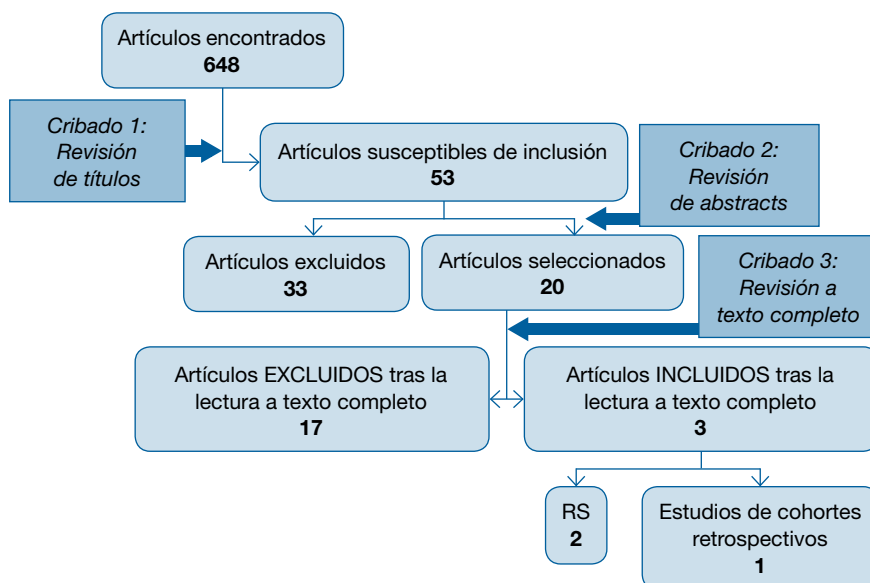 Artículos encontrados
648
Cribado 1:
Revisión
de títulos
Artículos susceptibles de inclusión
53
Cribado 2:
Revisión
de abstracts
Artículos excluidos
33
Artículos seleccionados
20
Cribado 3:
Revisión a
texto completo
Artículos EXCLUIDOS tras la
lectura a texto completo
17
Artículos INCLUIDOS tras la
lectura a texto completo
3
RS
2
Estudios de cohortes
retrospectivos
1